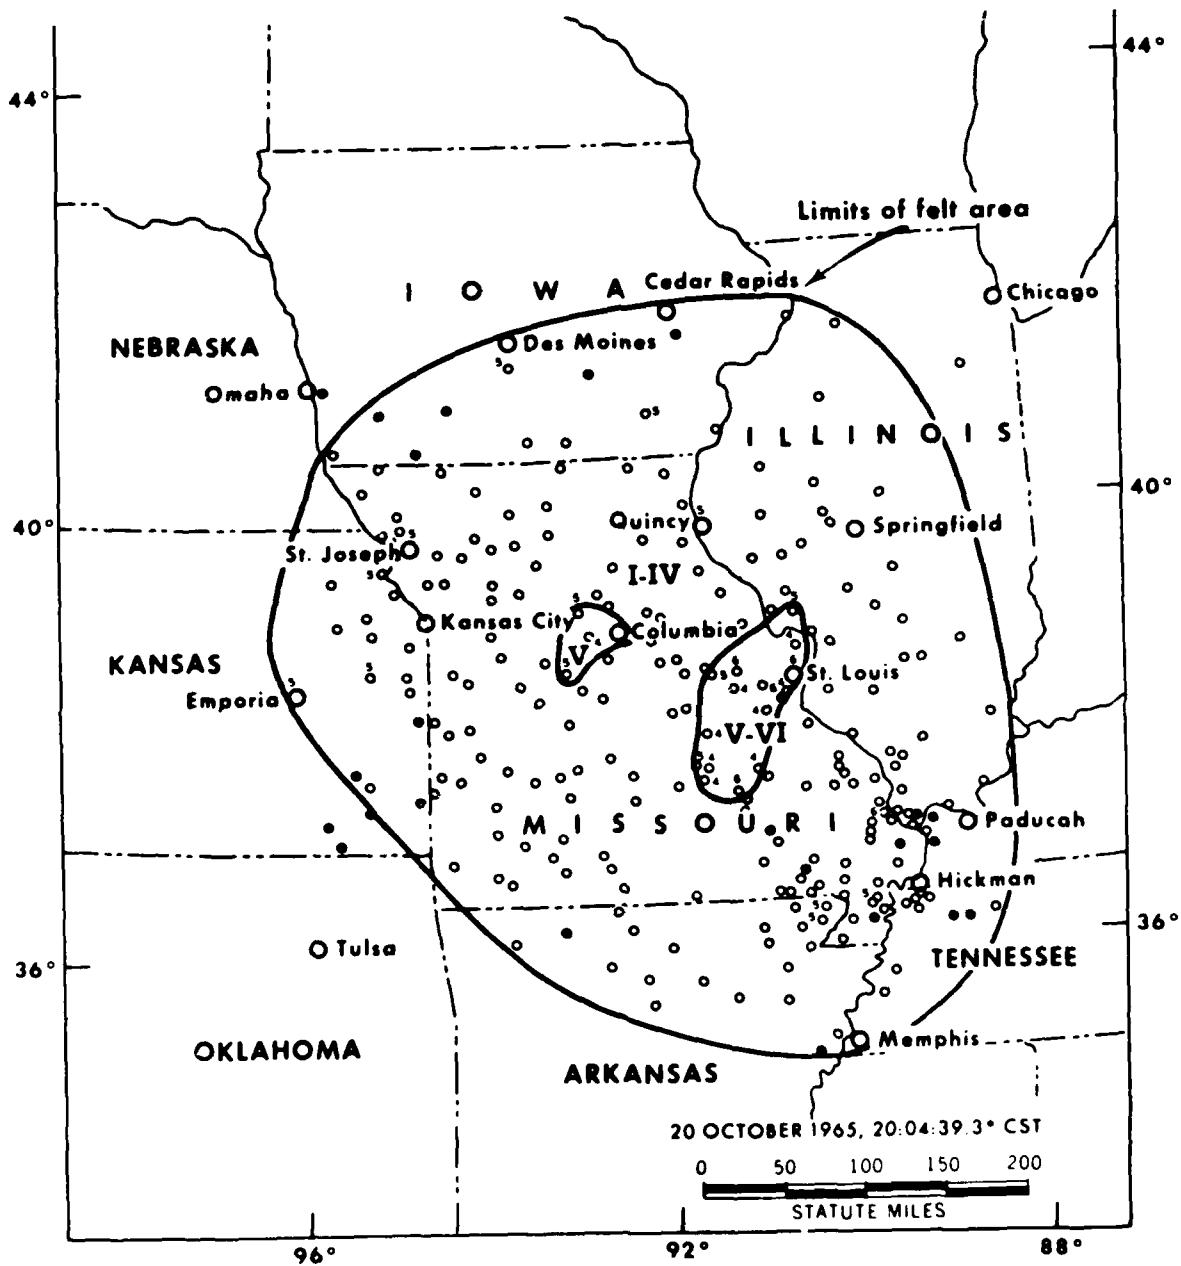 44°
44°
Limits of felt area
I O W A
Cedar Rapids
Chicago
NEBRASKA
Des Moines
Omaha
ILLINOIS
40°
40°
Quincy
Springfield
St. Joseph
I-IV
Kansas City
Columbia
V
KANSAS
St. Louis
Emporia
V-VI
MISSOURI
Paducah
Hickman
36°
Tulsa
36°
TENNESSEE
OKLAHOMA
Memphis
ARKANSAS
20 OCTOBER 1965, 20:04:39.3* CST
0 50 100 150 200
STATUTE MILES
96° 92° 88°